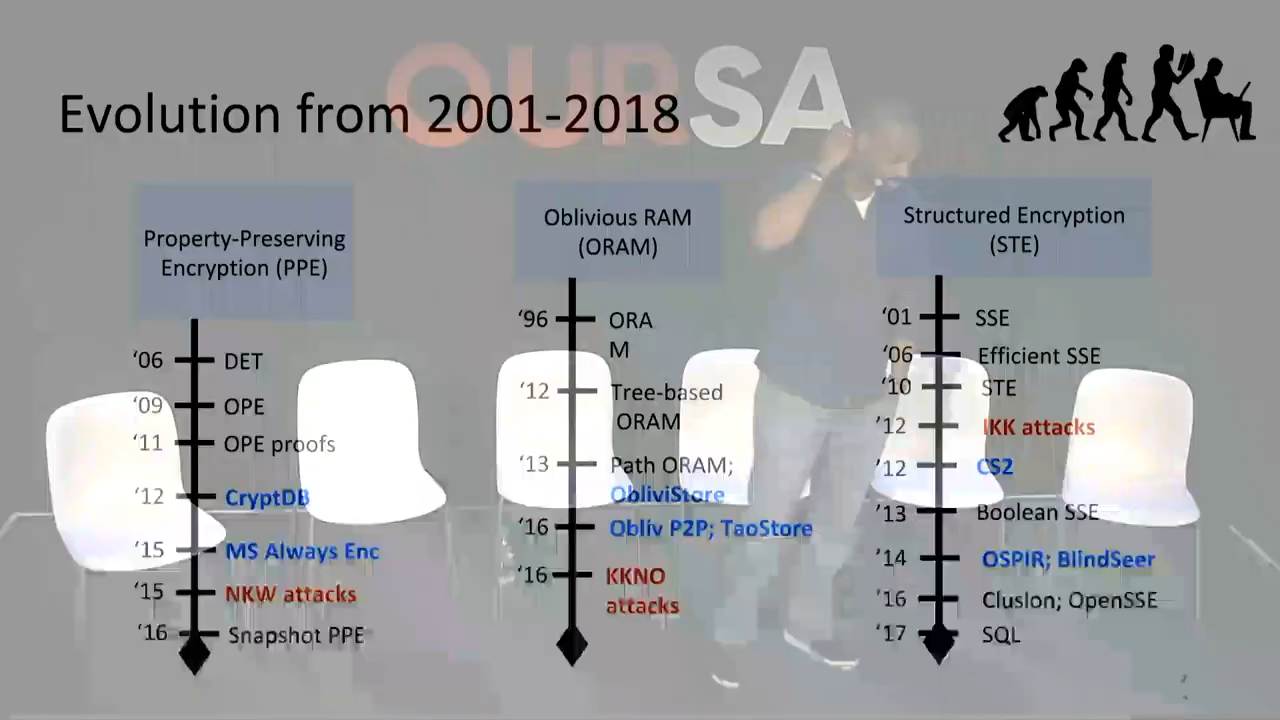 OURSA
Evolution from 2001-2018
Property-Preserving
Encryption (PPE)
‘06 DET
‘09 OPE
‘11 OPE proofs
‘12 CryptDB
‘15 MS Always Enc
‘15 NKW attacks
‘16 Snapshot PPE
Oblivious RAM
(ORAM)
‘96 ORA
M
‘12 Tree-based
ORAM
‘13 Path ORAM;
ObliviStore
‘16 Obliv P2P; TaoStore
‘16 KKNO
attacks
Structured Encryption
(STE)
‘01 SSE
‘06 Efficient SSE
‘10 STE
‘12 IKK attacks
‘12 CS2
‘13 Boolean SSE
‘14 OSPIR; BlindSeer
‘16 Clusion; OpenSSE
‘17 SQL